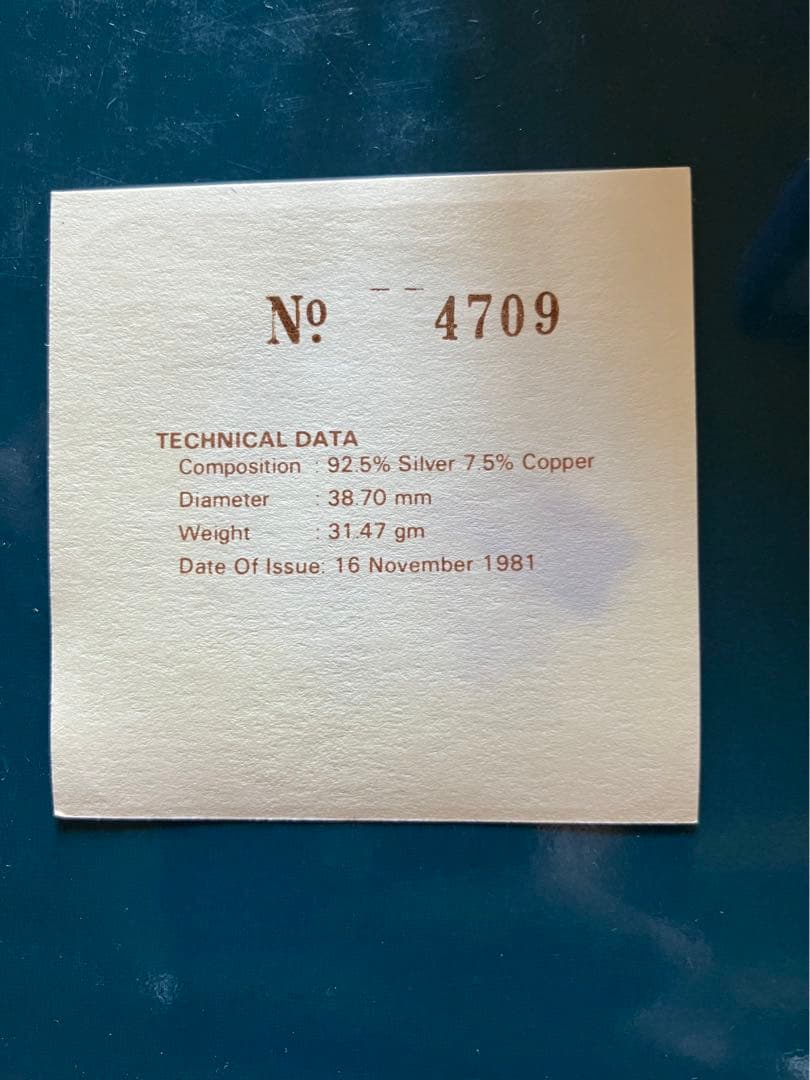 Nº 4709
TECHNICAL DATA
Composition : 92.5% Silver 7.5% Copper
Diameter : 38.70 mm
Weight : 31.47 gm
Date Of Issue: 16 November 1981